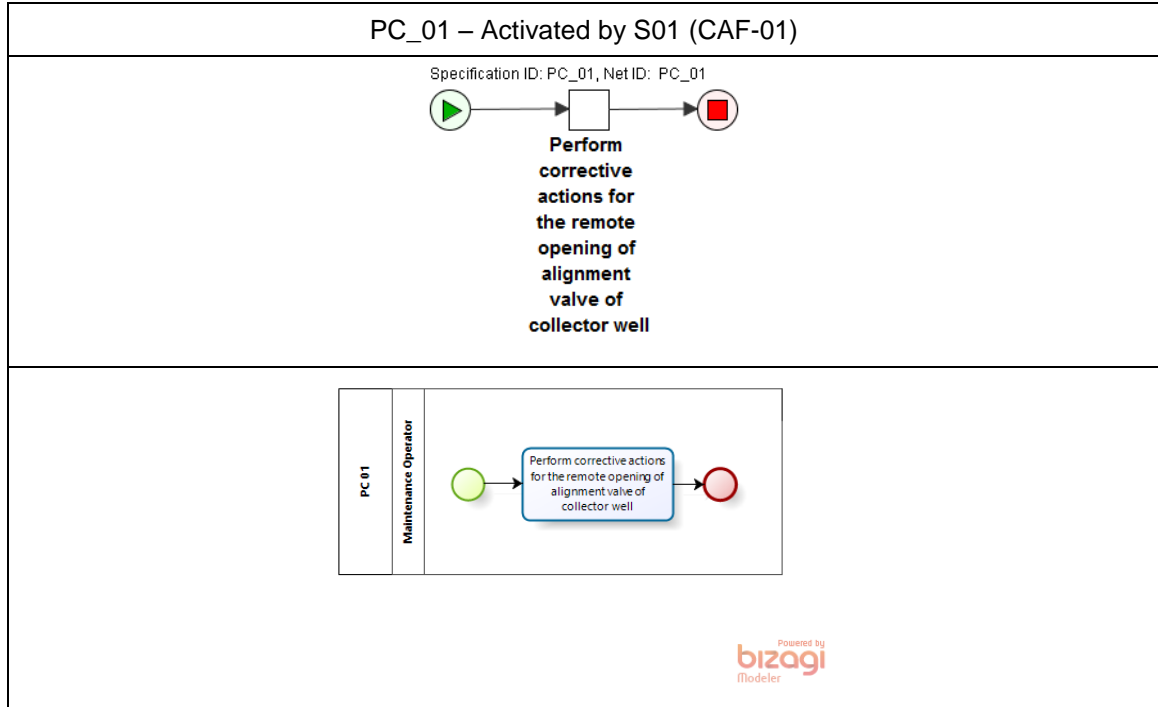 PC_01 – Activated by S01 (CAF-01)
Specification ID: PC_01, Net ID: PC_01
Perform
corrective
actions for
the remote
opening of
alignment
valve of
collector well
PC 01
Maintenance Operator
Perform corrective actions
for the remote opening of
alignment valve of
collector well
Powered by
bizagi
Modeler